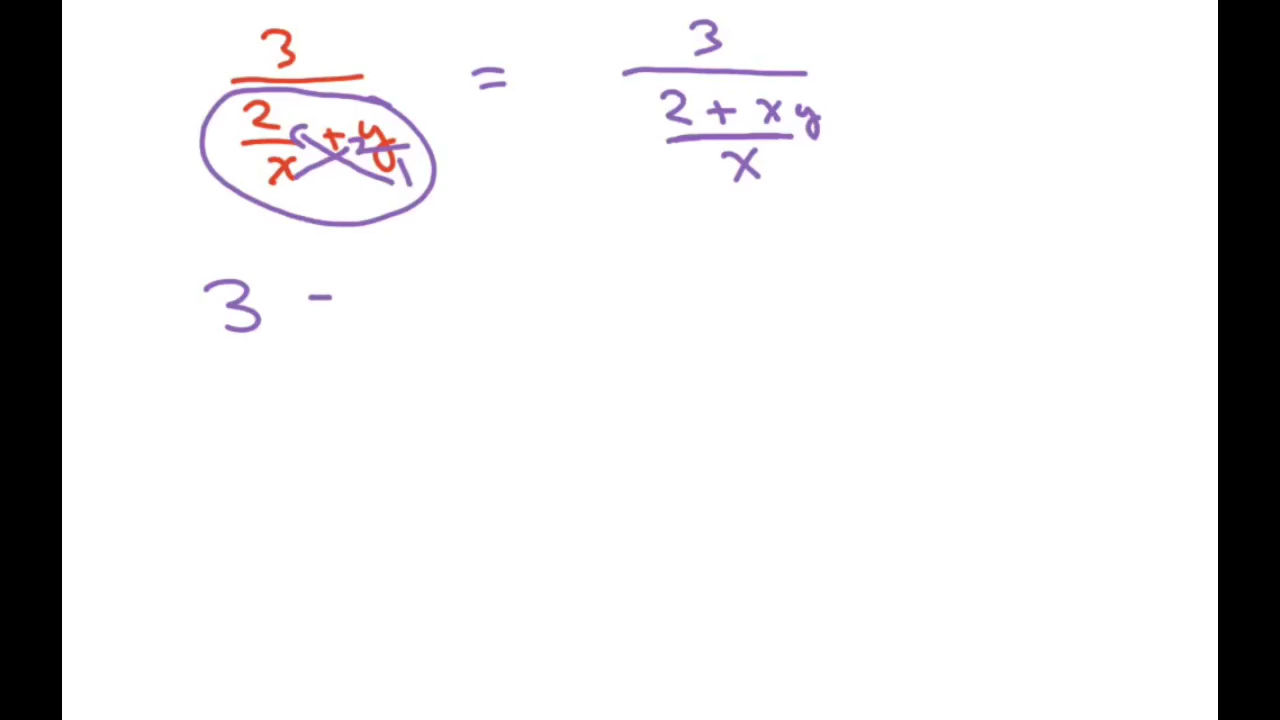 3 = 3
2/x + y/1 (2 + xy)/x
3 -